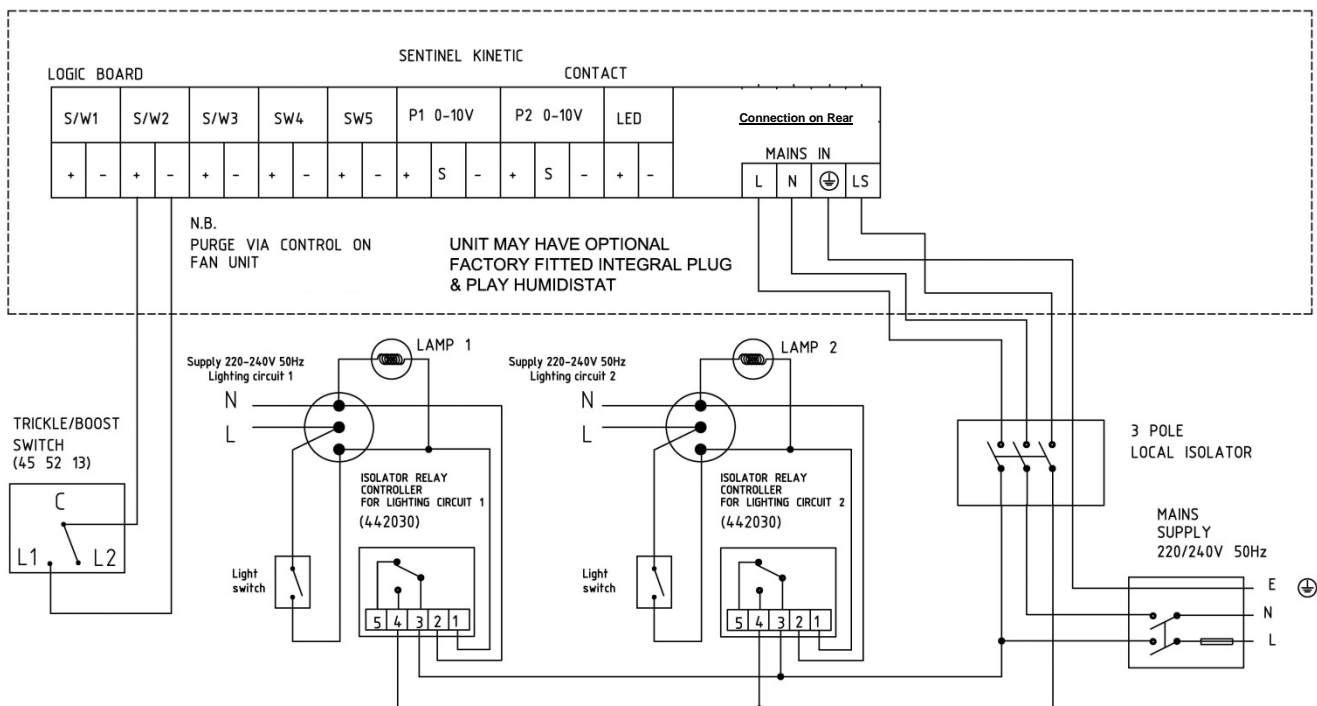 SENTINEL KINETIC
LOGIC BOARD
CONTACT
S/W1 S/W2 S/W3 SW4 SW5 P1 0-10V P2 0-10V LED
Connection on Rear
MAINS IN
+ - + - + - + - + - + S - + S - + -
L N LS
N.B.
PURGE VIA CONTROL ON
FAN UNIT
UNIT MAY HAVE OPTIONAL
FACTORY FITTED INTEGRAL PLUG
& PLAY HUMIDISTAT
LAMP 1
Supply 220-240V 50Hz
Lighting circuit 1
N
L
LAMP 2
Supply 220-240V 50Hz
Lighting circuit 2
N
L
TRICKLE/BOOST
SWITCH
(45 52 13)
C
L1 L2
ISOLATOR RELAY
CONTROLLER
FOR LIGHTING CIRCUIT 1
(442030)
Light
switch
5 4 3 2 1
ISOLATOR RELAY
CONTROLLER
FOR LIGHTING CIRCUIT 2
(442030)
Light
switch
5 4 3 2 1
3 POLE
LOCAL ISOLATOR
MAINS
SUPPLY
220/240V 50Hz
E
N
L